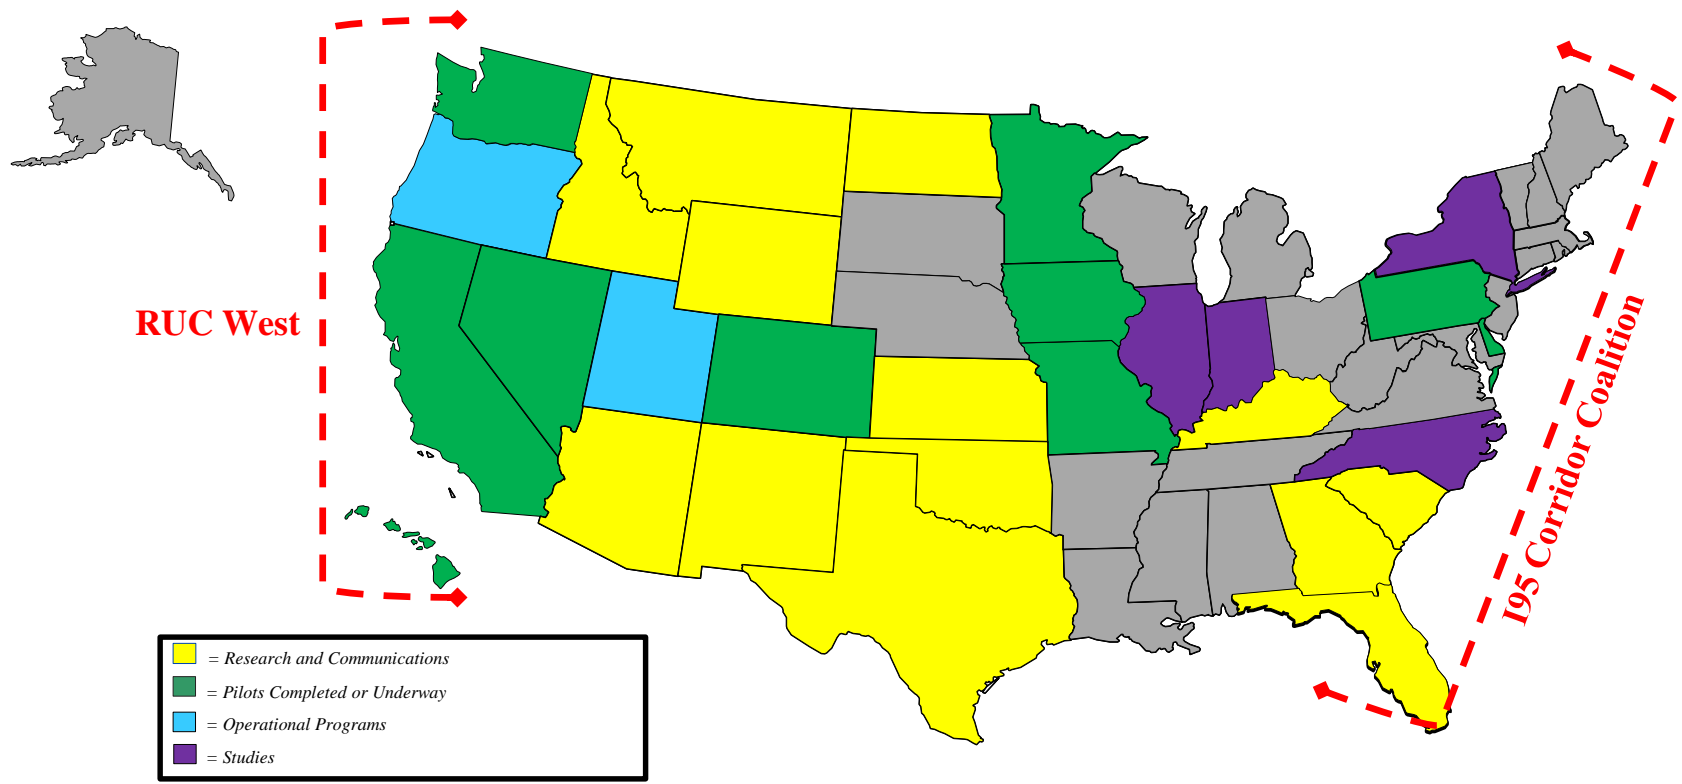 RUC West
I95 Corridor Coalition
= Research and Communications
= Pilots Completed or Underway
= Operational Programs
= Studies